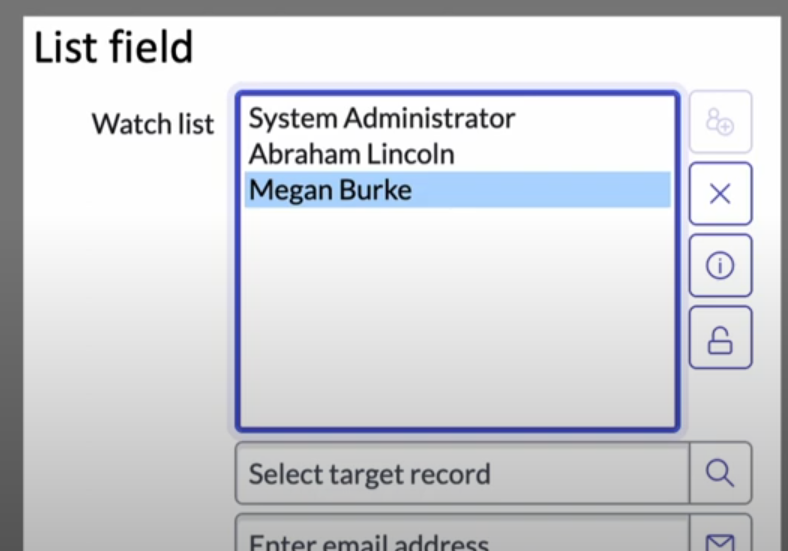 List field
Watch list
System Administrator
Abraham Lincoln
Megan Burke
Select target record
Enter email address